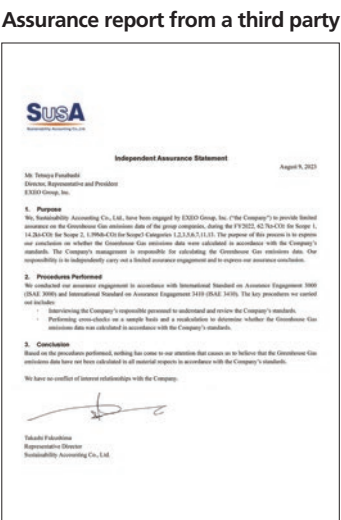 Assurance report from a third party
SusA
Sustainability Accounting Co., Ltd.
Independent Assurance Statement
August 9, 2023
Mr. Tetsuya Funabashi
Director, Representative and President
EXEO Group, Inc.
1. Purpose
We, Sustainability Accounting Co., Ltd., have been engaged by EXEO Group, Inc. ("the Company") to provide limited
assurance on the Greenhouse Gas emissions data of the group companies, during the FY2022, 42.7kt-CO2t for Scope 1,
14.2kt-CO2t for Scope 2, for Scope3 Categories 1,2,3,5,6,7,11,15. The purpose of this process is to express
our conclusion on whether the Greenhouse Gas emissions data were calculated in accordance with the Company's
standards. The Company's management is responsible for calculating the Greenhouse Gas emissions data. Our
responsibility is to independently carry out a limited assurance engagement and to express our assurance conclusion.
2. Procedures Performed
We conducted our assurance engagement in accordance with International Standard on Assurance Engagement 3000
(ISAE 3000) and International Standard on Assurance Engagement 3410 (ISAE 3410). The key procedures we carried
out includes:
· Interviewing the Company's responsible personnel to understand and review the Company's standards.
· Performing cross-checks on a sample basis and a recalculation to determine whether the Greenhouse Gas
emissions data was calculated in accordance with the Company's standards.
3. Conclusion
Based on the procedures performed, nothing has come to our attention that causes us to believe that the Greenhouse Gas
emissions data have not been calculated in all material respects in accordance with the Company's standards.
We have no conflict of interest relationships with the Company.
Takashi Fukushima
Representative Director
Sustainability Accounting Co., Ltd.